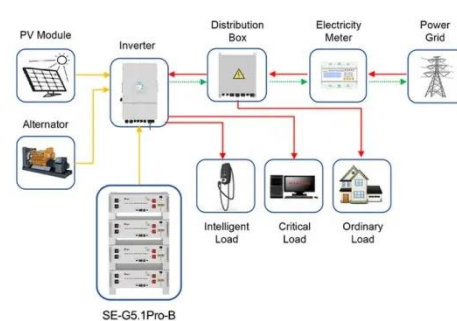 PV Module
Inverter
Distribution
Box
Electricity
Meter
Power
Grid
Alternator
Intelligent
Load
Critical
Load
Ordinary
Load
SE-G5.1Pro-B